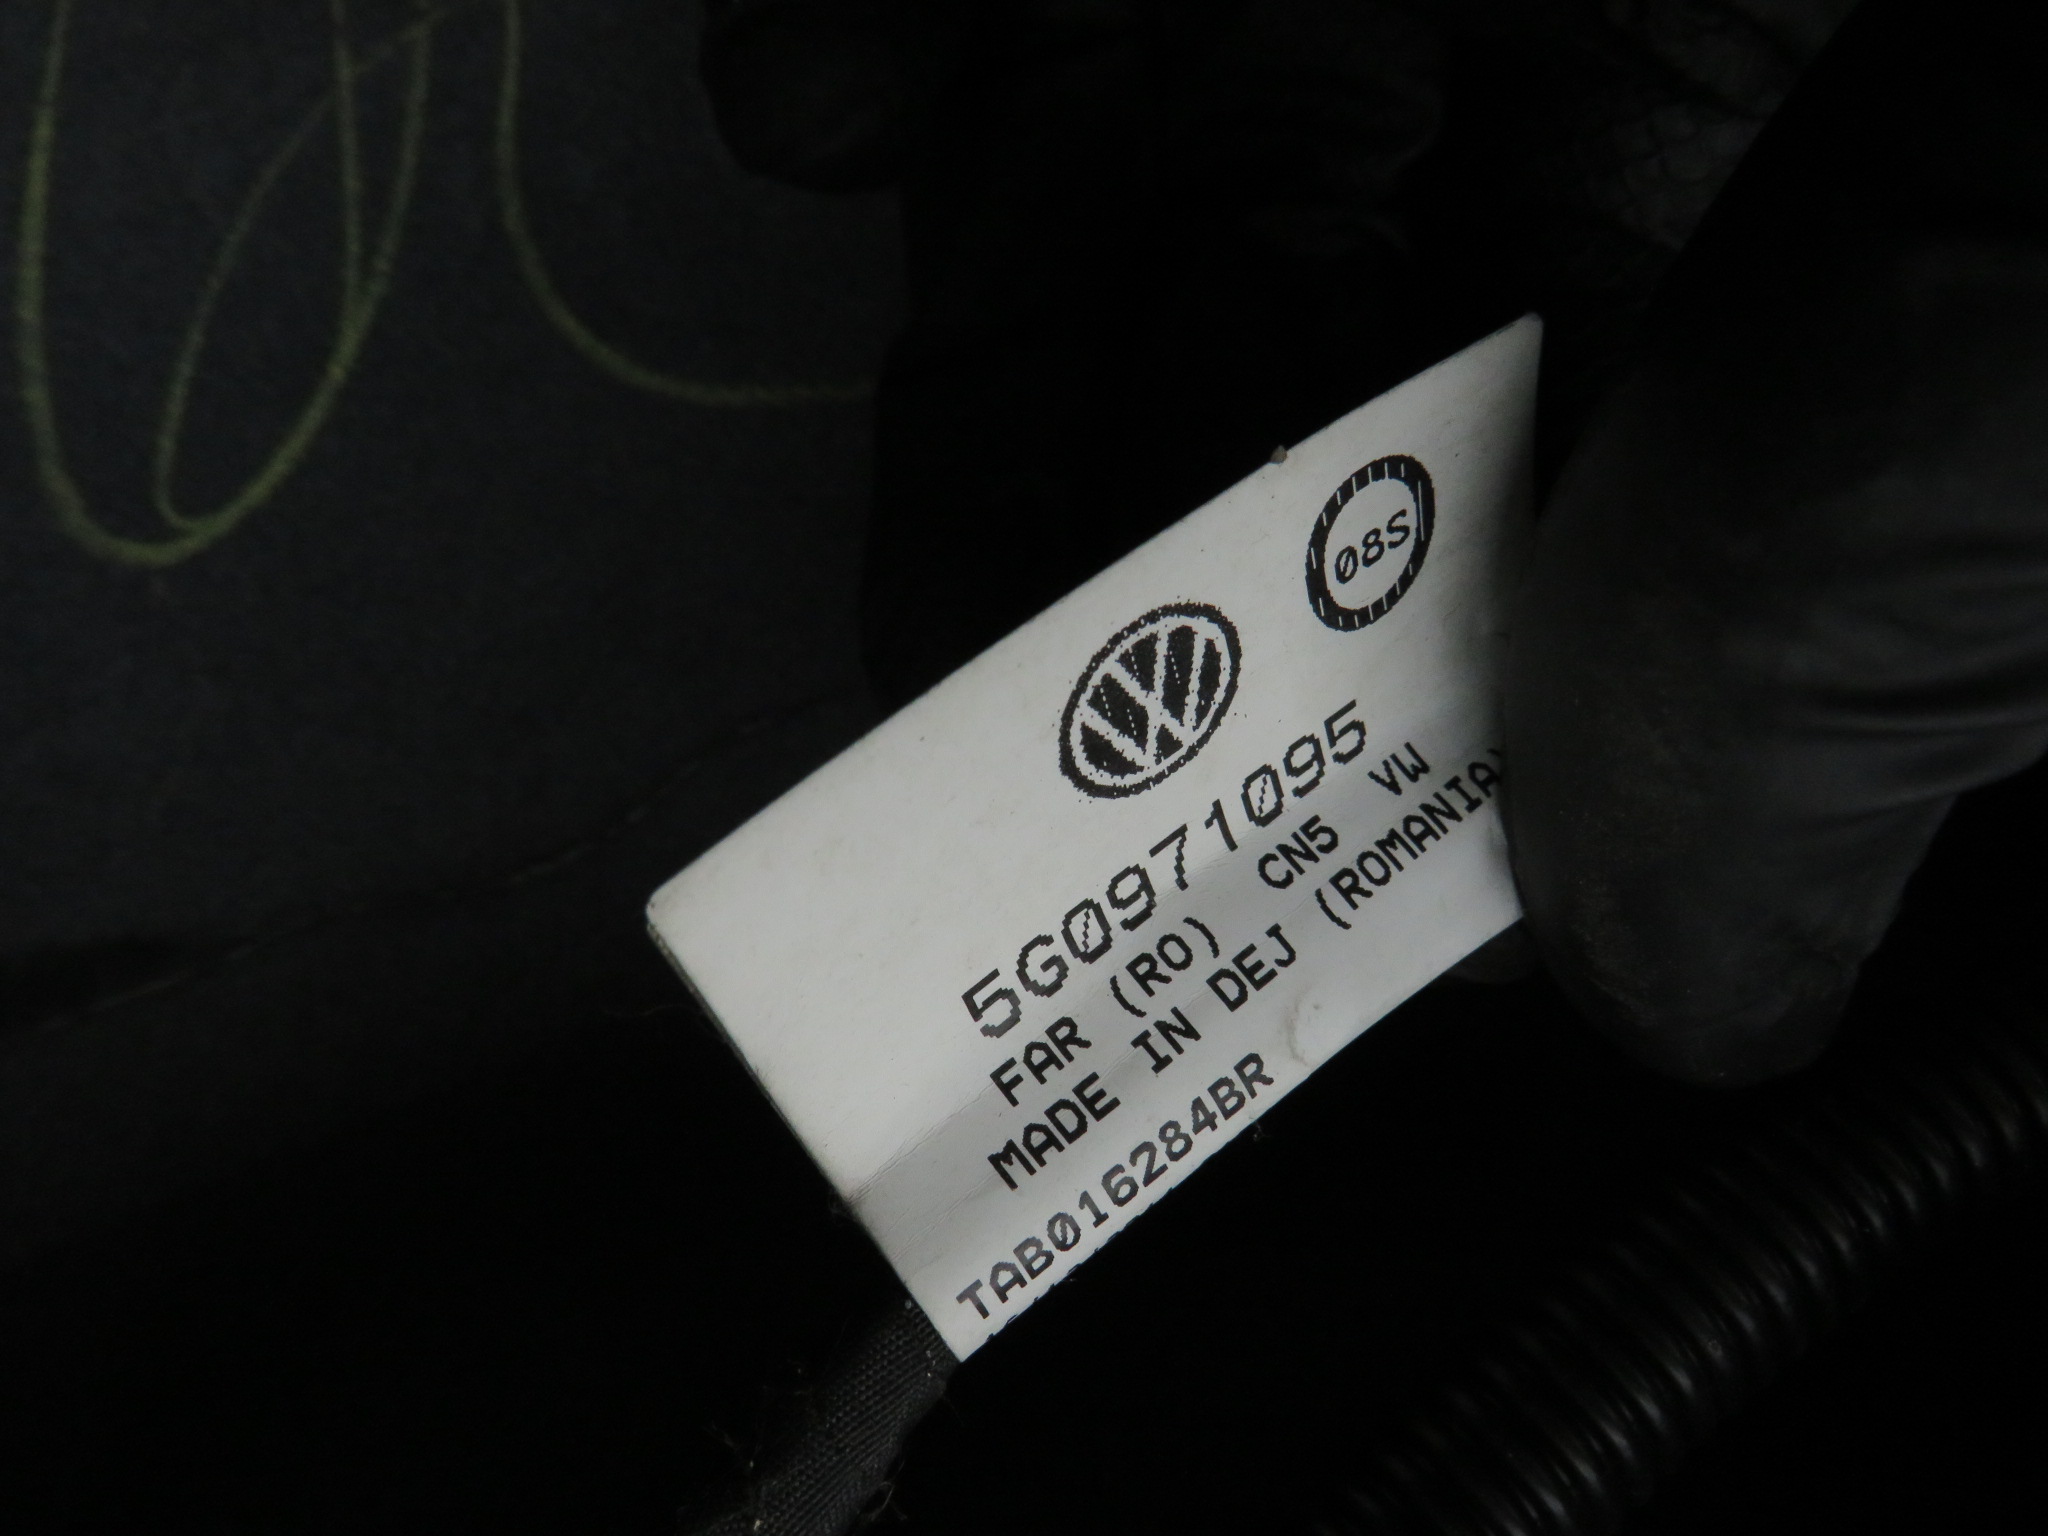 08S
5G0971095
FAR (RO) CN5 VW
MADE IN DEJ (ROMANIA)
TAB016284BR